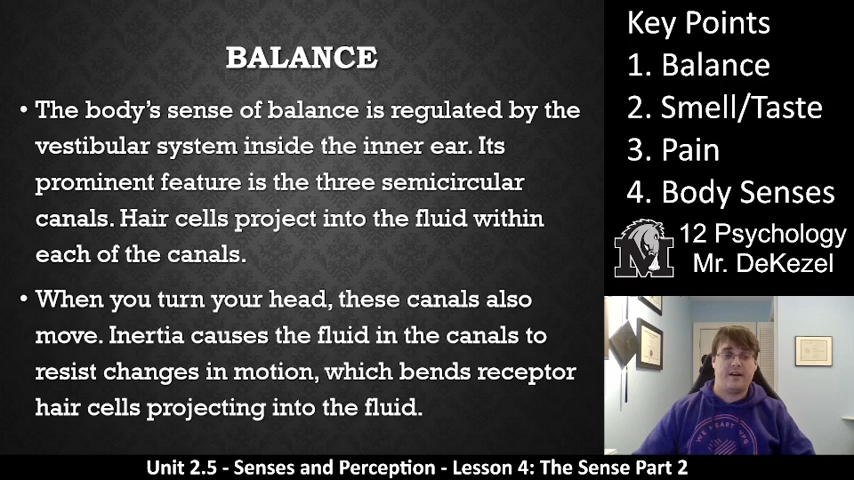 BALANCE
• The body's sense of balance is regulated by the
vestibular system inside the inner ear. Its
prominent feature is the three semicircular
canals. Hair cells project into the fluid within
each of the canals.
• When you turn your head, these canals also
move. Inertia causes the fluid in the canals to
resist changes in motion, which bends receptor
hair cells projecting into the fluid.
Key Points
1. Balance
2. Smell/Taste
3. Pain
4. Body Senses
M
12 Psychology
Mr. DeKezel
Unit 2.5 - Senses and Perception - Lesson 4: The Sense Part 2